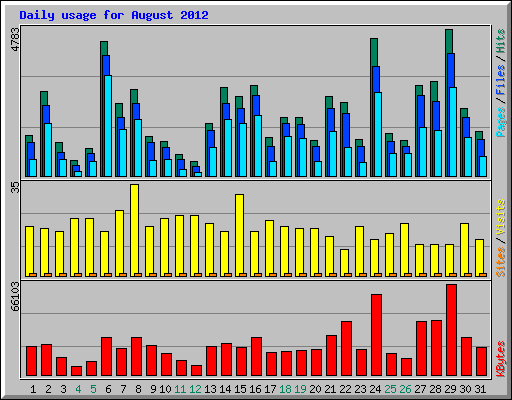 Daily usage for August 2012
4783
Pages / Files / Hits
35
Sites / Visits
66103
KBytes
1 2 3 4 5 6 7 8 9 10 11 12 13 14 15 16 17 18 19 20 21 22 23 24 25 26 27 28 29 30 31